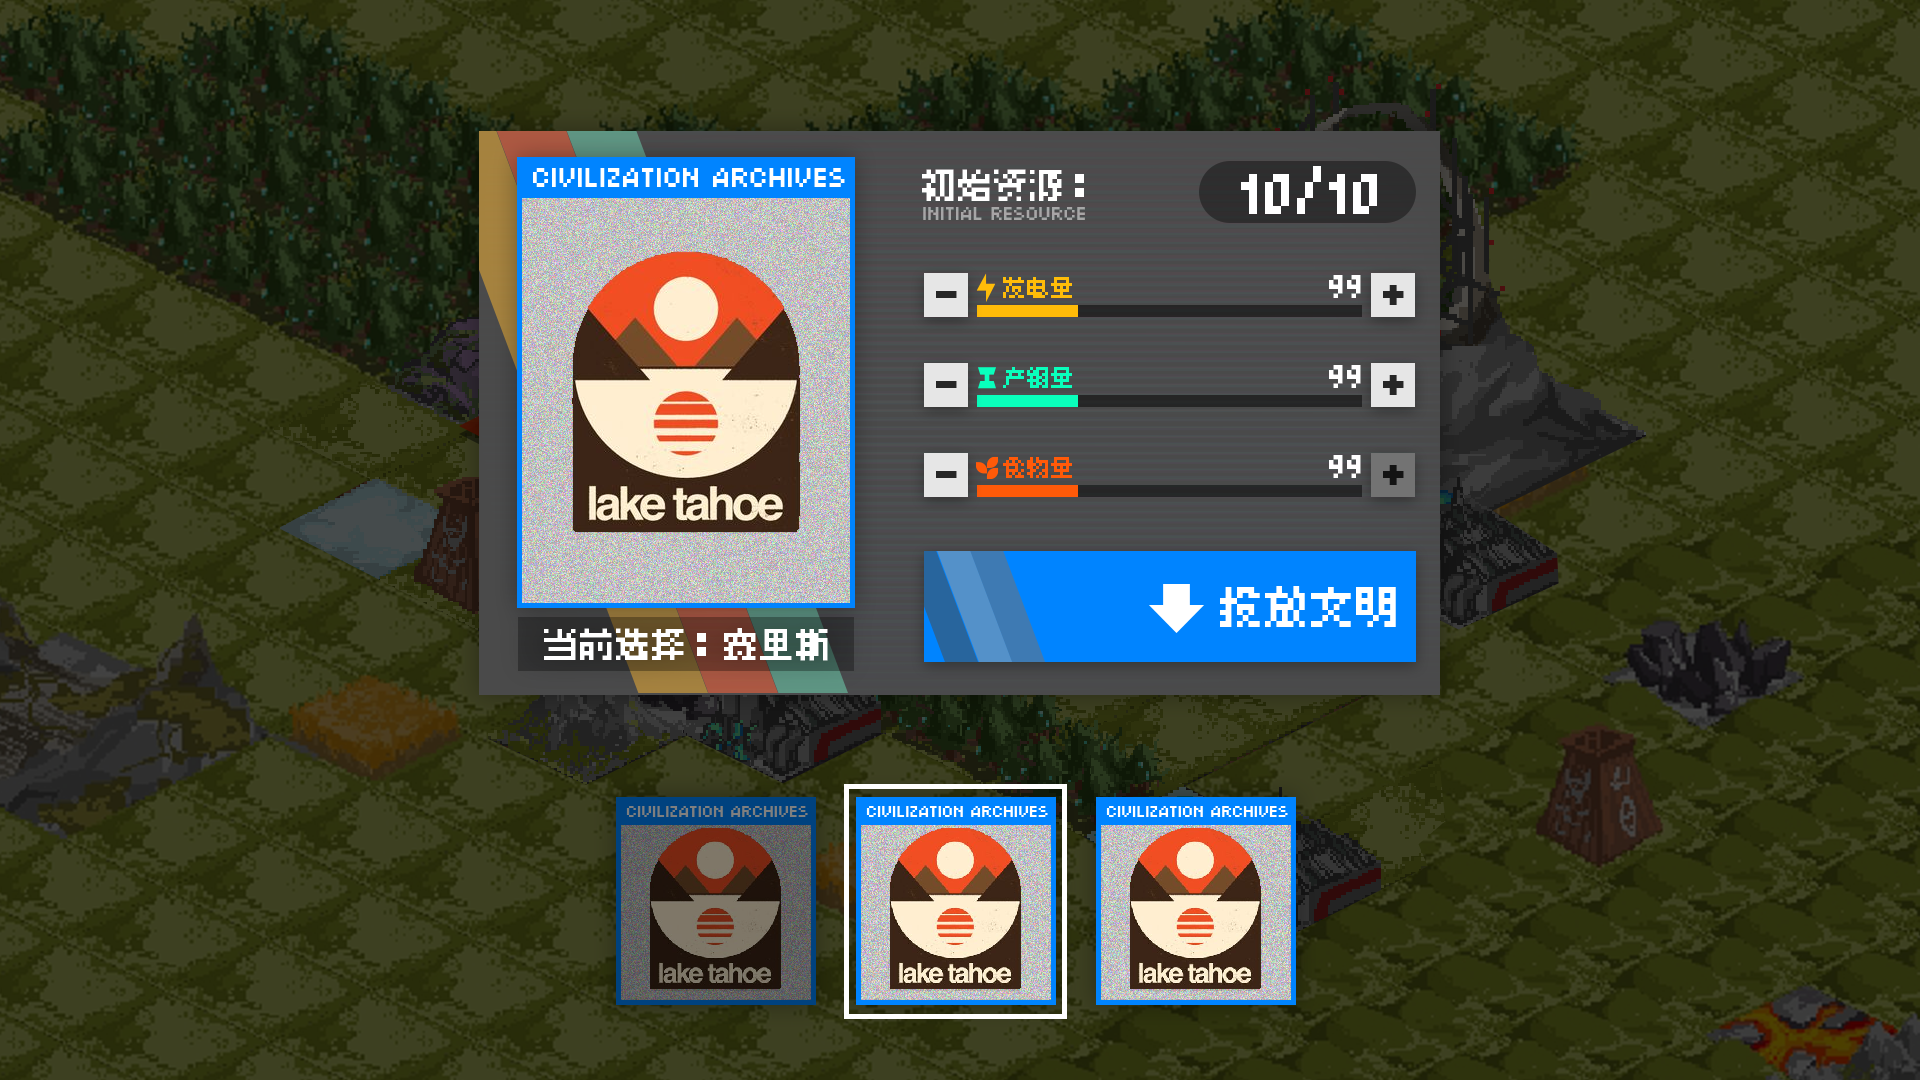 CIVILIZATION ARCHIVES
lake tahoe
当前选择：塞里斯
初始资源：
INITIAL RESOURCE
10/10
发电量
99
产钢量
99
食物量
99
投放文明
CIVILIZATION ARCHIVES
lake tahoe
CIVILIZATION ARCHIVES
lake tahoe
CIVILIZATION ARCHIVES
lake tahoe